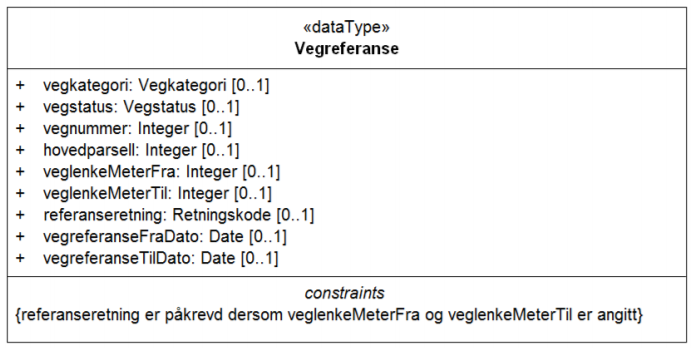 «dataType»
Vegreferanse
+ vegkategori: Vegkategori [0..1]
+ vegstatus: Vegstatus [0..1]
+ vegnummer: Integer [0..1]
+ hovedparsell: Integer [0..1]
+ veglenkeMeterFra: Integer [0..1]
+ veglenkeMeterTil: Integer [0..1]
+ referanseretning: Retningskode [0..1]
+ vegreferanseFraDato: Date [0..1]
+ vegreferanseTilDato: Date [0..1]
constraints
{referanseretning er påkrevd dersom veglenkeMeterFra og veglenkeMeterTil er angitt}